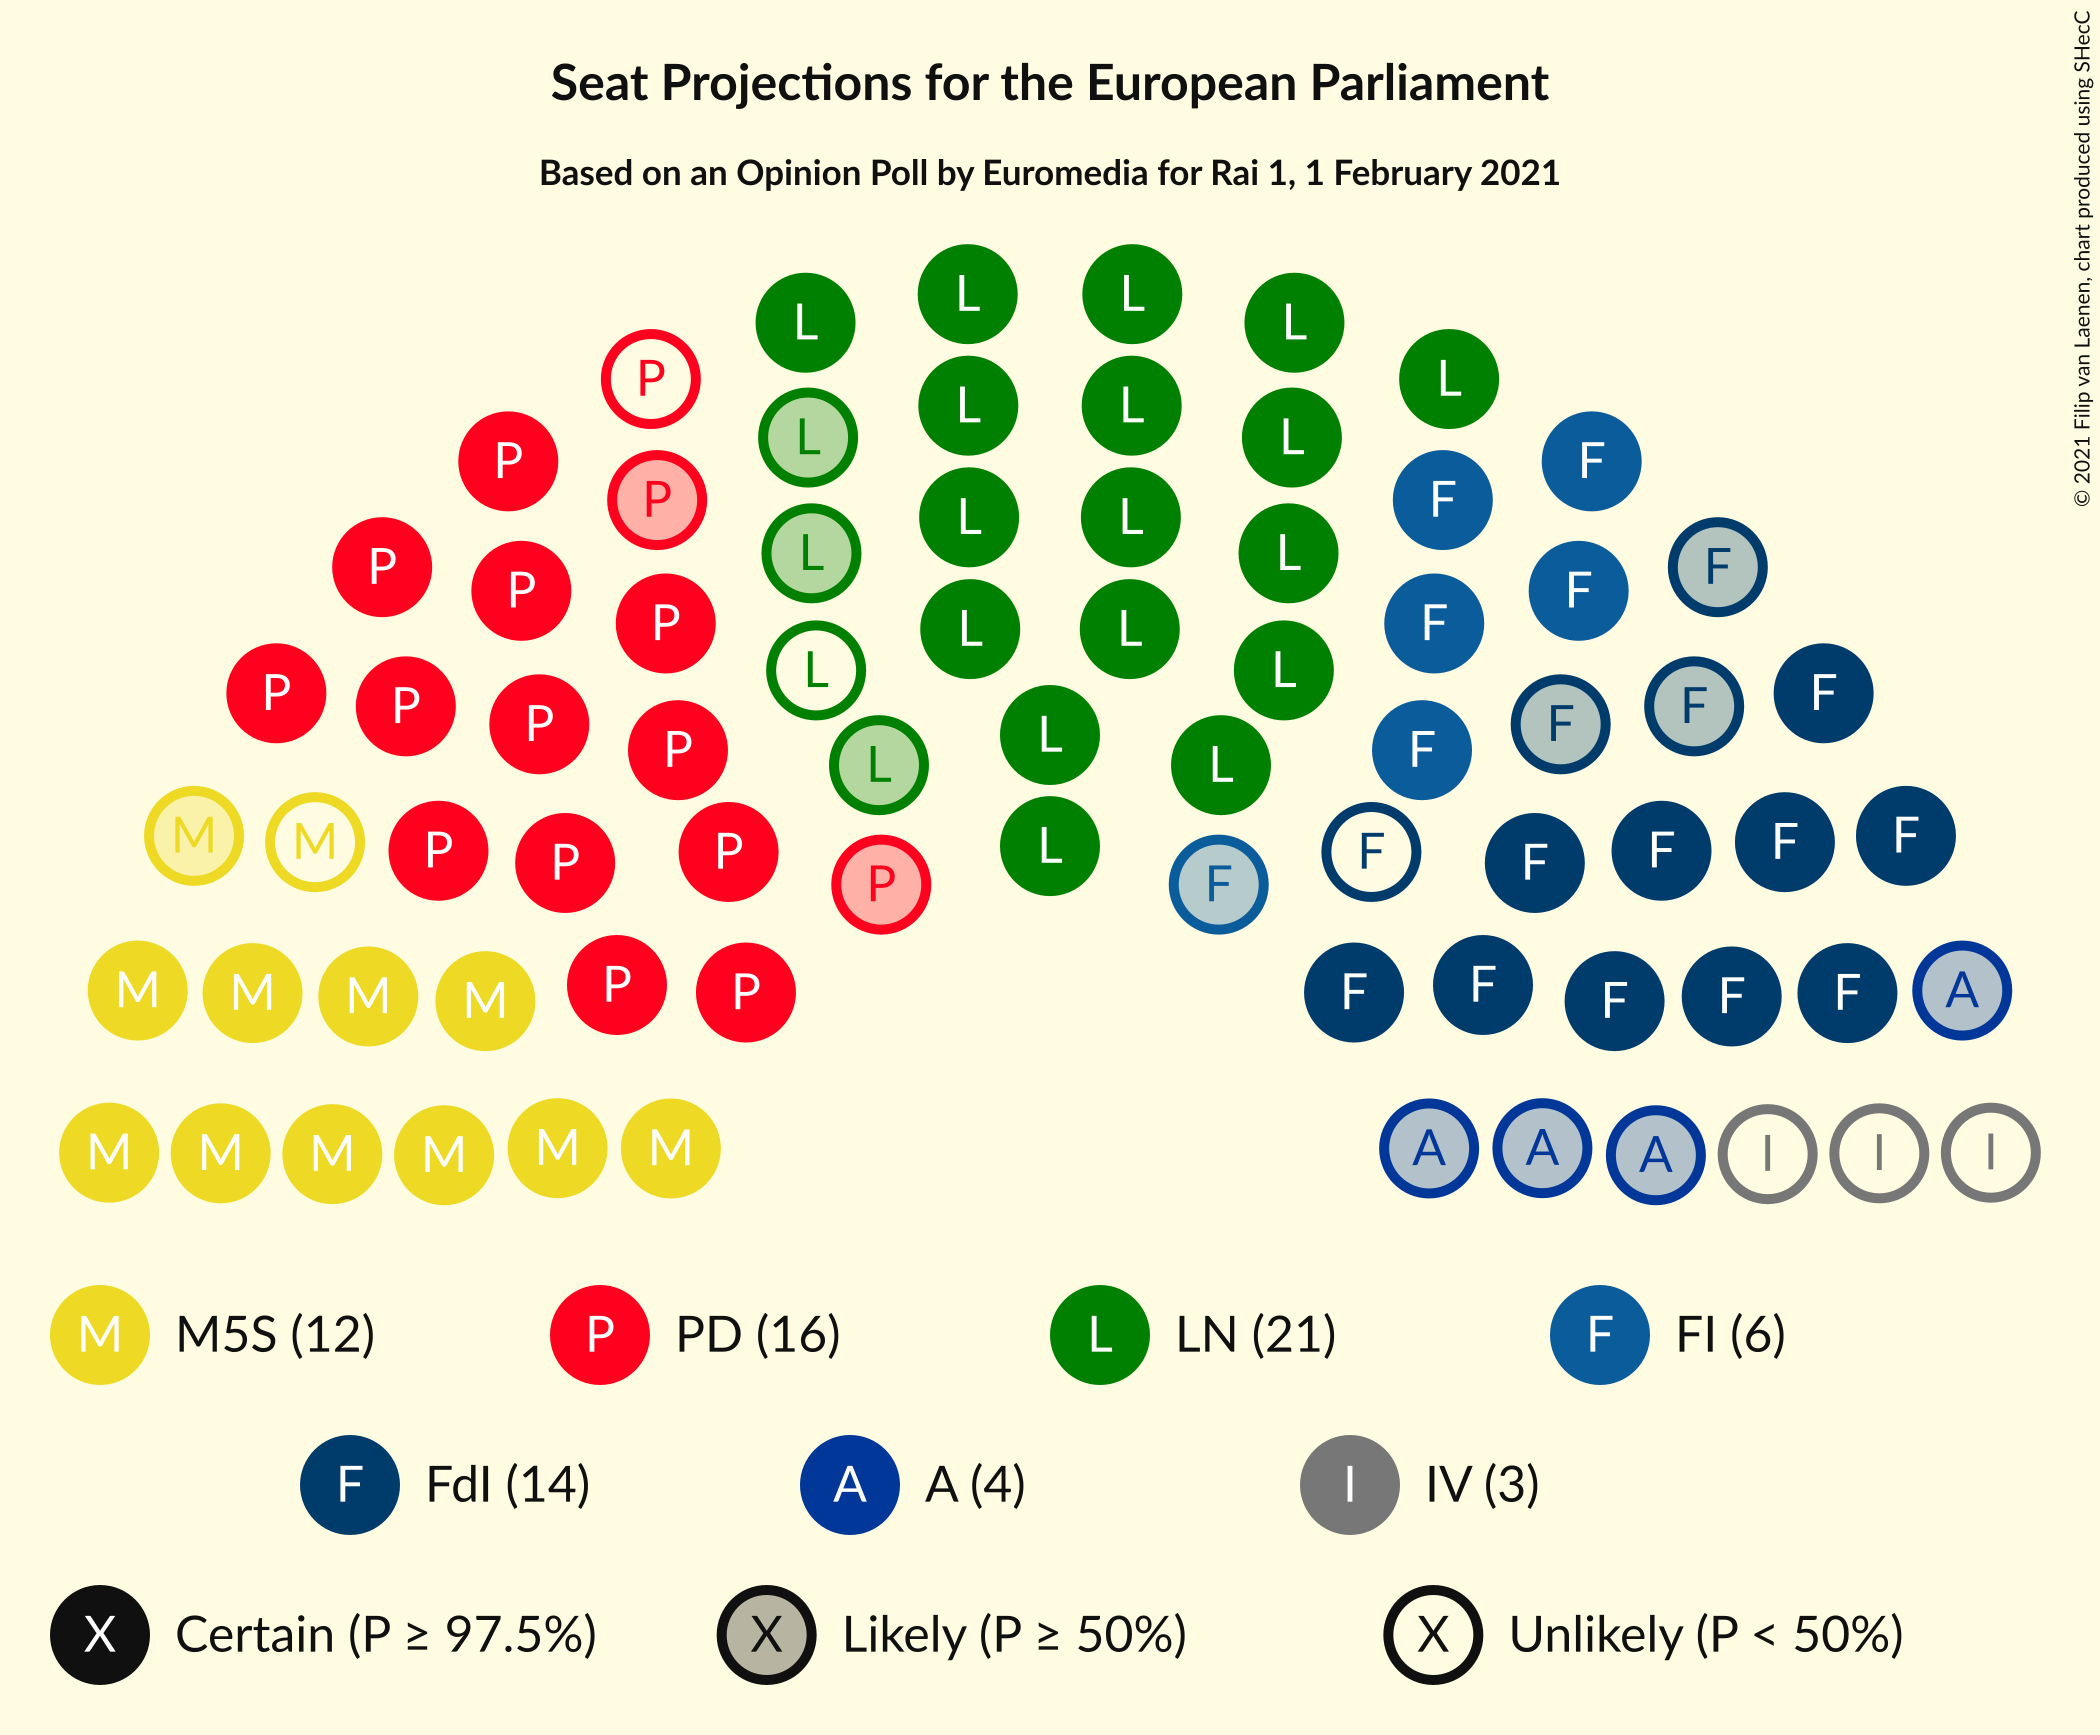 Seat Projections for the European Parliament
Based on an Opinion Poll by Euromedia for Rai 1, 1 February 2021
© 2021 Filip van Laenen, chart produced using SHecC
L L
L L
P L
L L
L L L
P F
P F
L L
P F
L L L
P F
P F
P F
L L
L L
P P
P F
P F F
P P
L
F F
L L
M M
P P P
F F
F F F
L
P F
P P
F F
M M M M
F F F
A
M M M M M M
A A A I I I
M M5S (12)
P PD (16)
L LN (21)
F FI (6)
F FdI (14)
A A (4)
I IV (3)
X Certain (P ≥ 97.5%)
X Likely (P ≥ 50%)
X Unlikely (P < 50%)